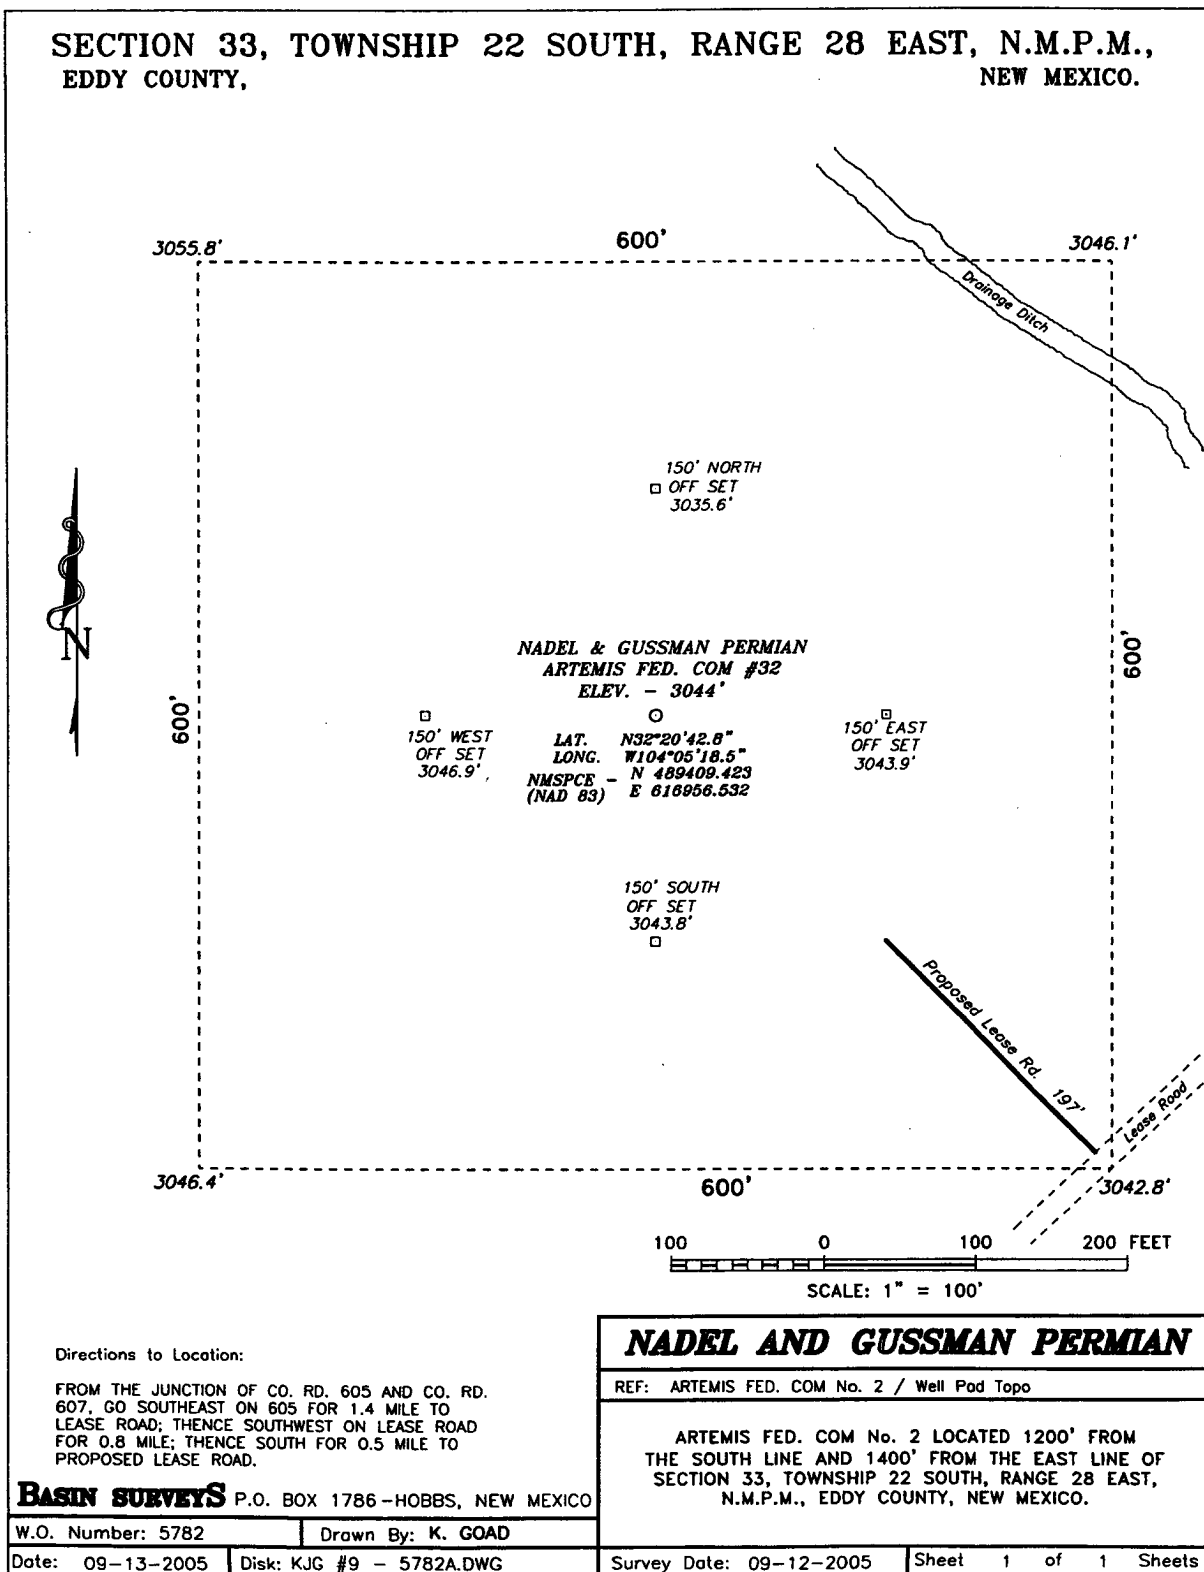 SECTION 33, TOWNSHIP 22 SOUTH, RANGE 28 EAST, N.M.P.M.,
EDDY COUNTY, NEW MEXICO.
3055.8' 600' 3046.1'
Drainage Ditch
150' NORTH
OFF SET
3035.6'
N
NADEL & GUSSMAN PERMIAN
ARTEMIS FED. COM #32
ELEV. - 3044'
600'
600'
150' WEST
OFF SET
3046.9'
LAT. N32°20'42.8"
LONG. W104°05'18.5"
NMSPCE - N 489409.423
(NAD 83) E 616956.532
150' EAST
OFF SET
3043.9'
150' SOUTH
OFF SET
3043.8'
Proposed Lease Rd. 197'
Lease Road
3046.4' 600' 3042.8'
100 0 100 200 FEET
SCALE: 1" = 100'
Directions to Location:
FROM THE JUNCTION OF CO. RD. 605 AND CO. RD.
607, GO SOUTHEAST ON 605 FOR 1.4 MILE TO
LEASE ROAD; THENCE SOUTHWEST ON LEASE ROAD
FOR 0.8 MILE; THENCE SOUTH FOR 0.5 MILE TO
PROPOSED LEASE ROAD.
BASIN SURVEYS P.O. BOX 1786-HOBBS, NEW MEXICO
W.O. Number: 5782 Drawn By: K. GOAD
Date: 09-13-2005 Disk: KJG #9 - 5782A.DWG
NADEL AND GUSSMAN PERMIAN
REF: ARTEMIS FED. COM No. 2 / Well Pad Topo
ARTEMIS FED. COM No. 2 LOCATED 1200' FROM
THE SOUTH LINE AND 1400' FROM THE EAST LINE OF
SECTION 33, TOWNSHIP 22 SOUTH, RANGE 28 EAST,
N.M.P.M., EDDY COUNTY, NEW MEXICO.
Survey Date: 09-12-2005 Sheet 1 of 1 Sheets